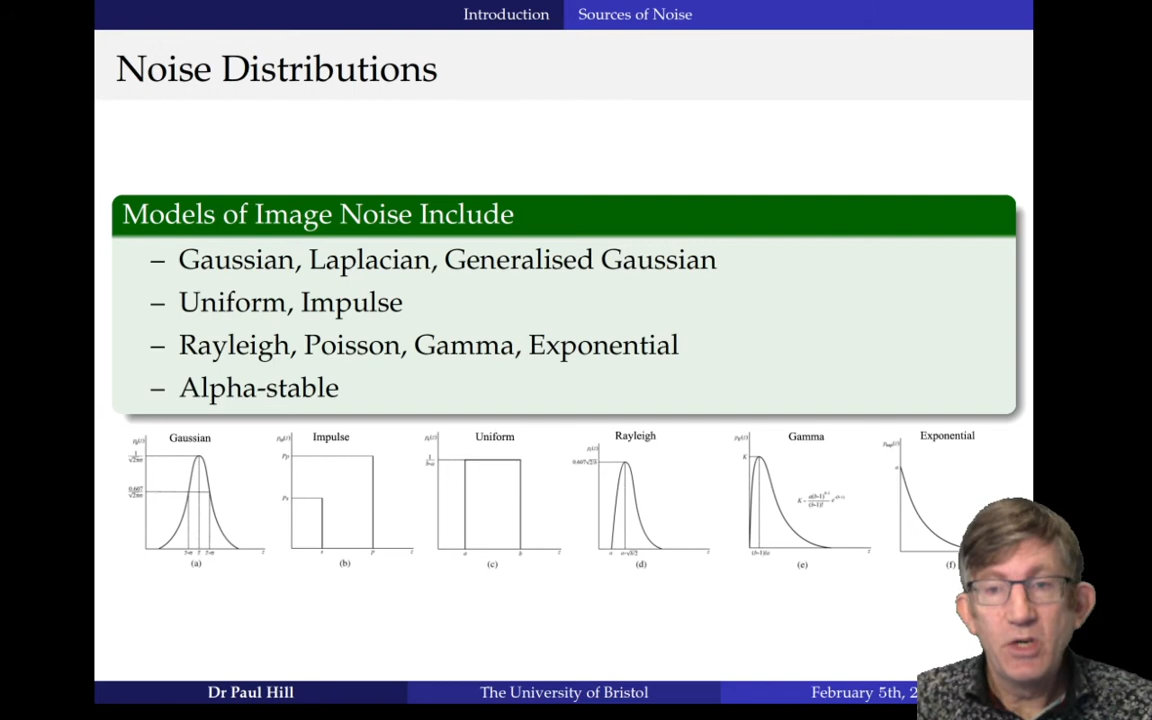 Introduction
Sources of Noise
Noise Distributions
Models of Image Noise Include
– Gaussian, Laplacian, Generalised Gaussian
– Uniform, Impulse
– Rayleigh, Poisson, Gamma, Exponential
– Alpha-stable
Gaussian
Impulse
Uniform
Rayleigh
Gamma
Exponential
(a)
(b)
(c)
(d)
(e)
(f)
Dr Paul Hill
The University of Bristol
February 5th,